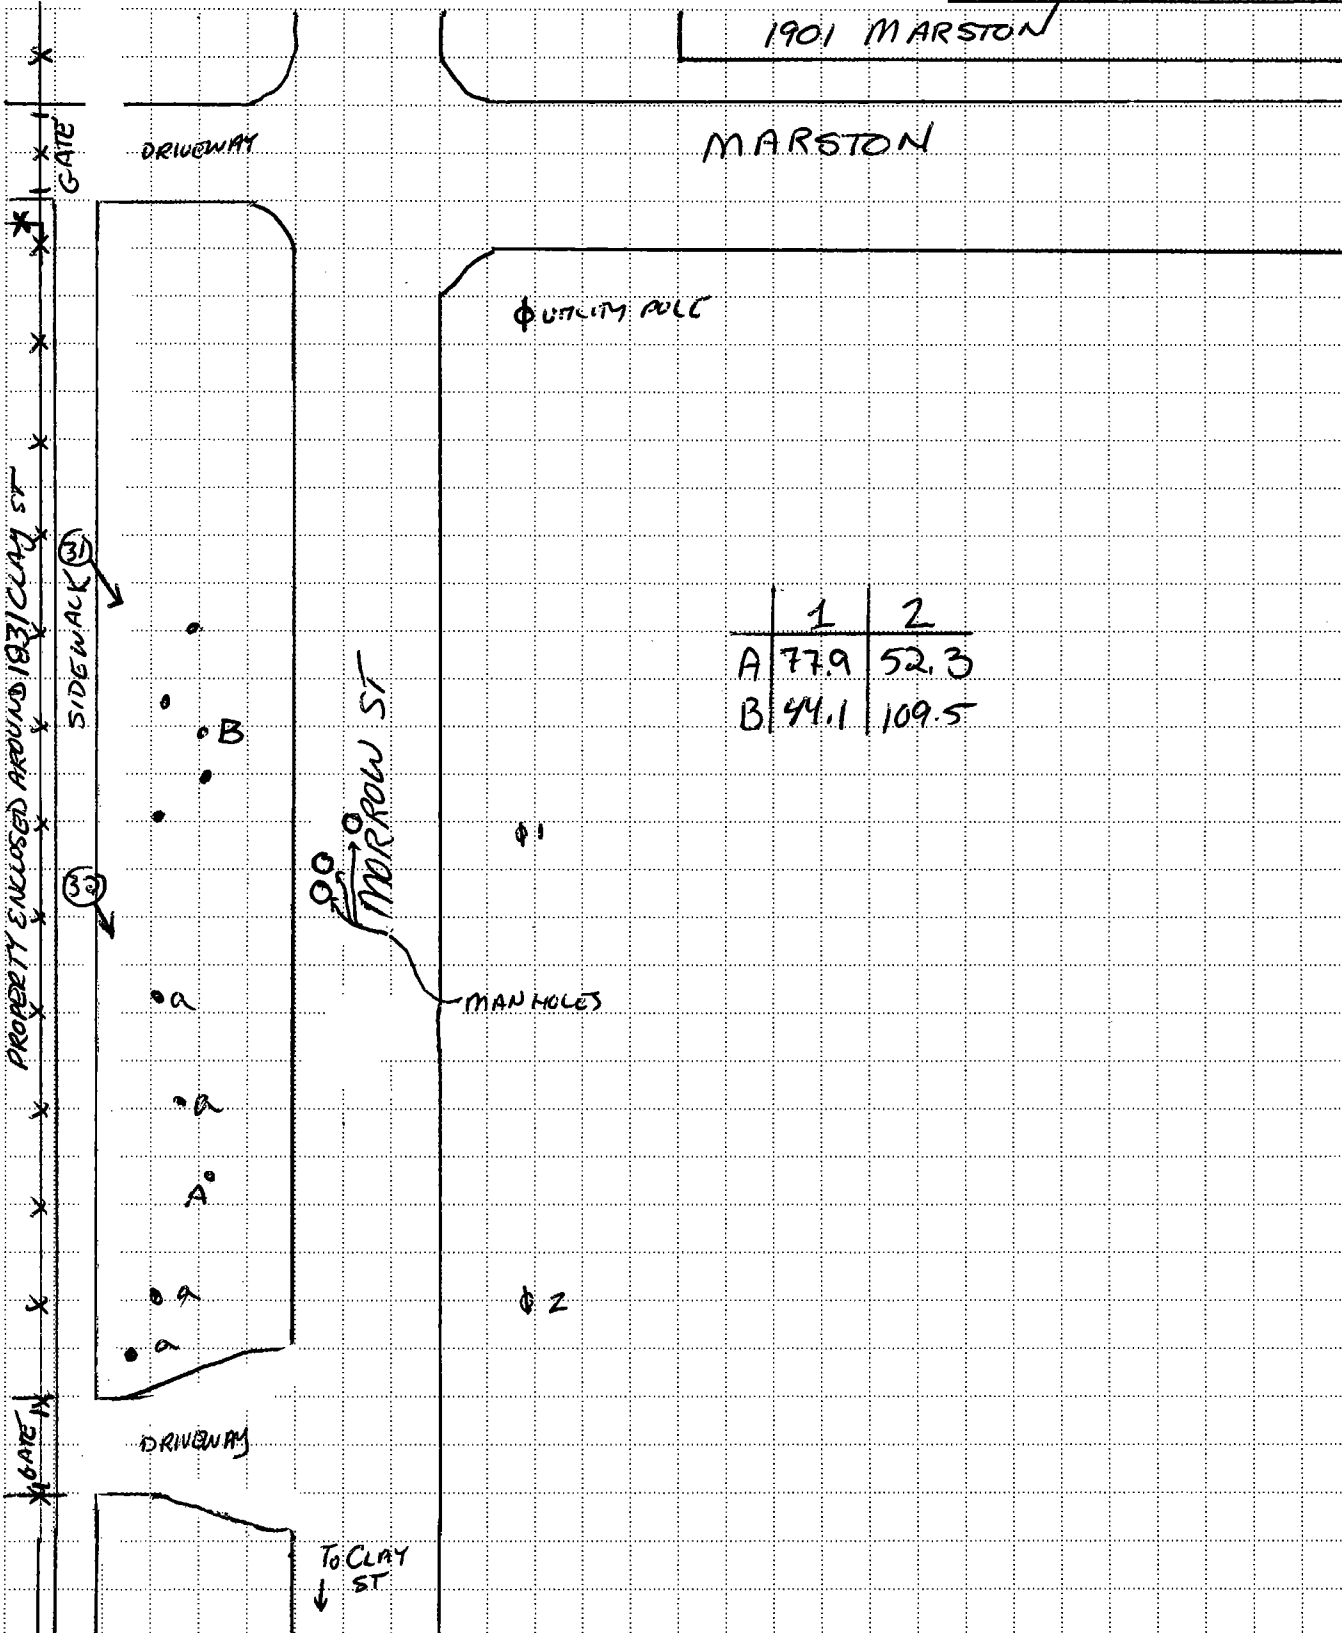 1901 MARSTON
GATE
DRIVEWAY
MARSTON
UTILITY POLE
PROPERTY ENCLOSED AROUND 1831 CLAY ST
SIDEWALK
31
1 2
A 77.9 52.3
B 44.1 109.5
B
MORROW ST
1
32
a
MANHOLES
a
A
a
2
a
GATE
DRIVEWAY
TO CLAY
ST